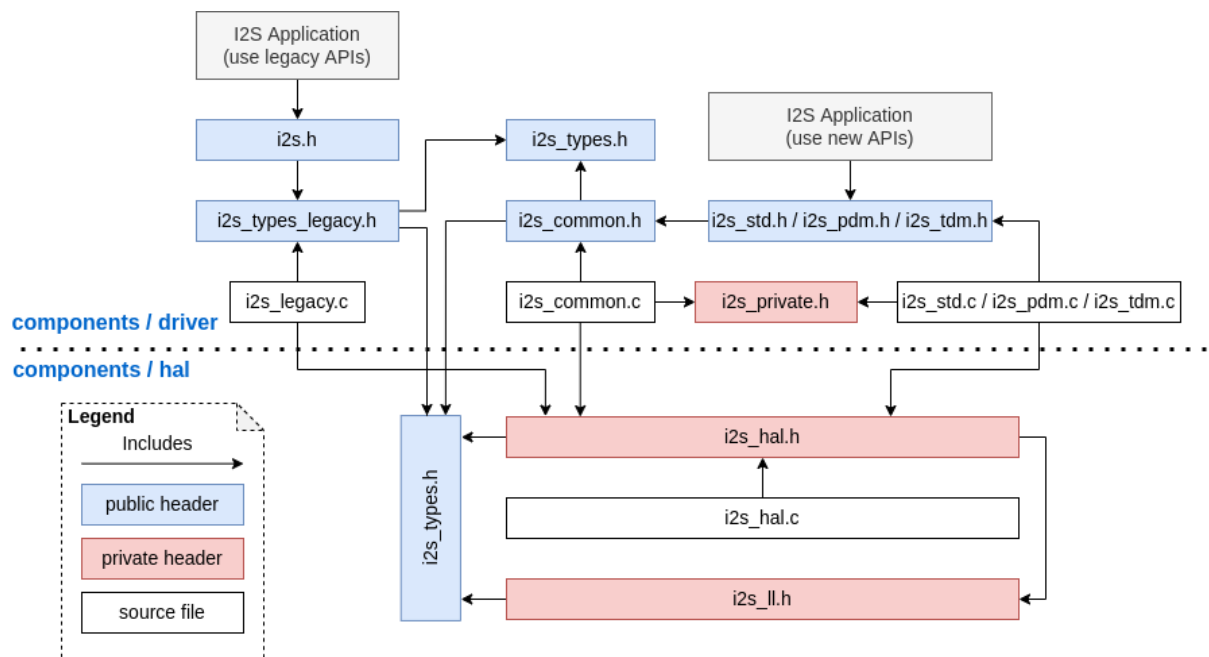 I2S Application
(use legacy APIs)
i2s.h
i2s_types.h
I2S Application
(use new APIs)
i2s_types_legacy.h
i2s_common.h
i2s_std.h / i2s_pdm.h / i2s_tdm.h
i2s_legacy.c
i2s_common.c
i2s_private.h
i2s_std.c / i2s_pdm.c / i2s_tdm.c
components / driver
components / hal
Legend
Includes
public header
private header
source file
i2s_types.h
i2s_hal.h
i2s_hal.c
i2s_ll.h